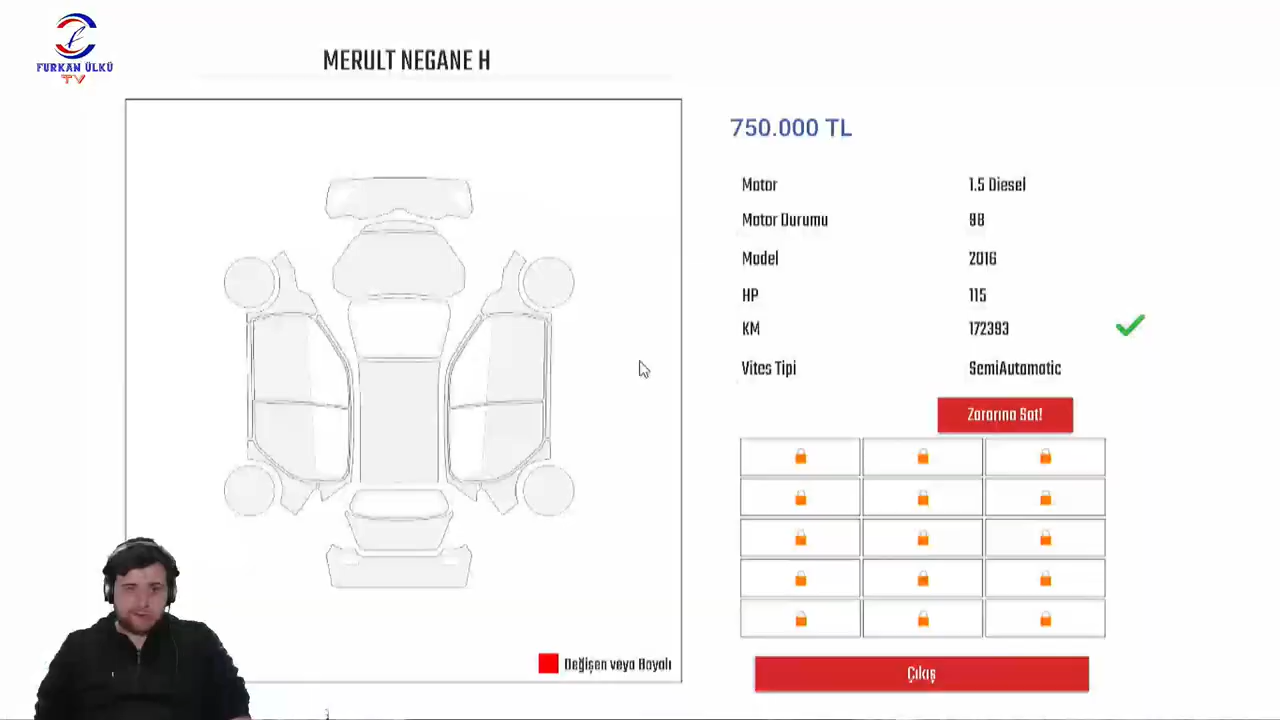 FURKAN ÜLKÜ
TV
MERULT NEGANE H
750.000 TL
Motor 1.5 Diesel
Motor Durumu 98
Model 2016
HP 115
KM 172393
Vites Tipi SemiAutomatic
Zararına Sat!
Değişen veya Boyalı
Çıkış